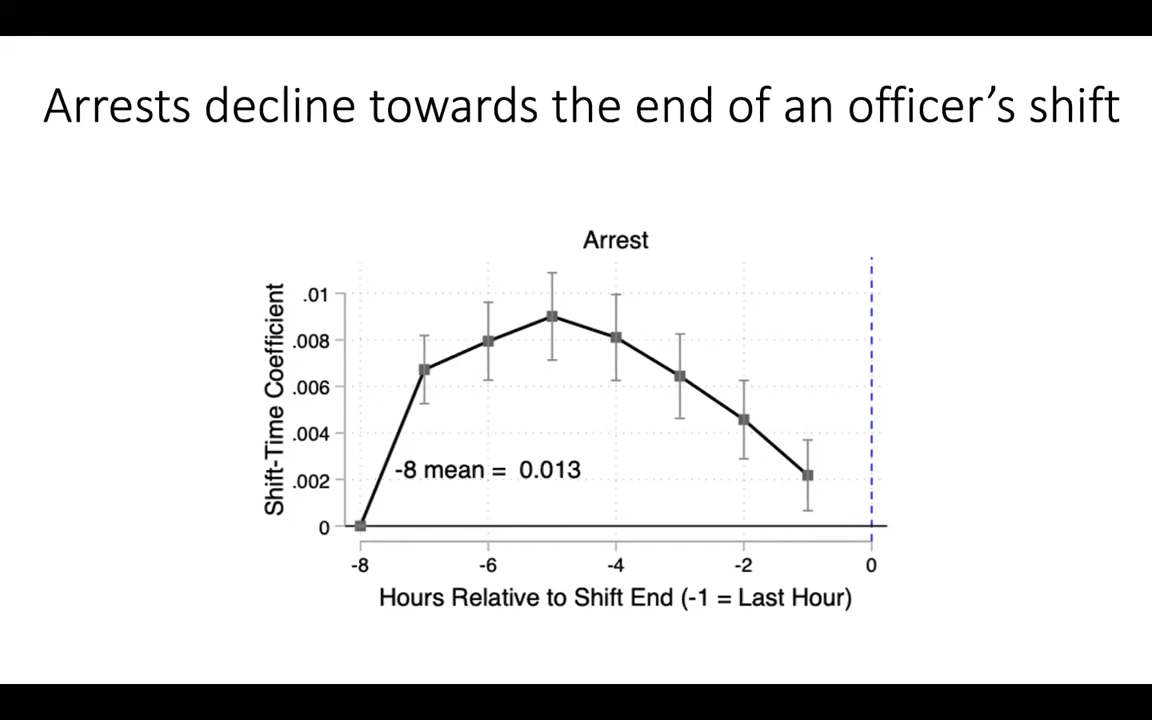 Arrests decline towards the end of an officer’s shift
Arrest
Shift-Time Coefficient
.01
.008
.006
.004
.002
0
-8 mean = 0.013
-8 -6 -4 -2 0
Hours Relative to Shift End (-1 = Last Hour)